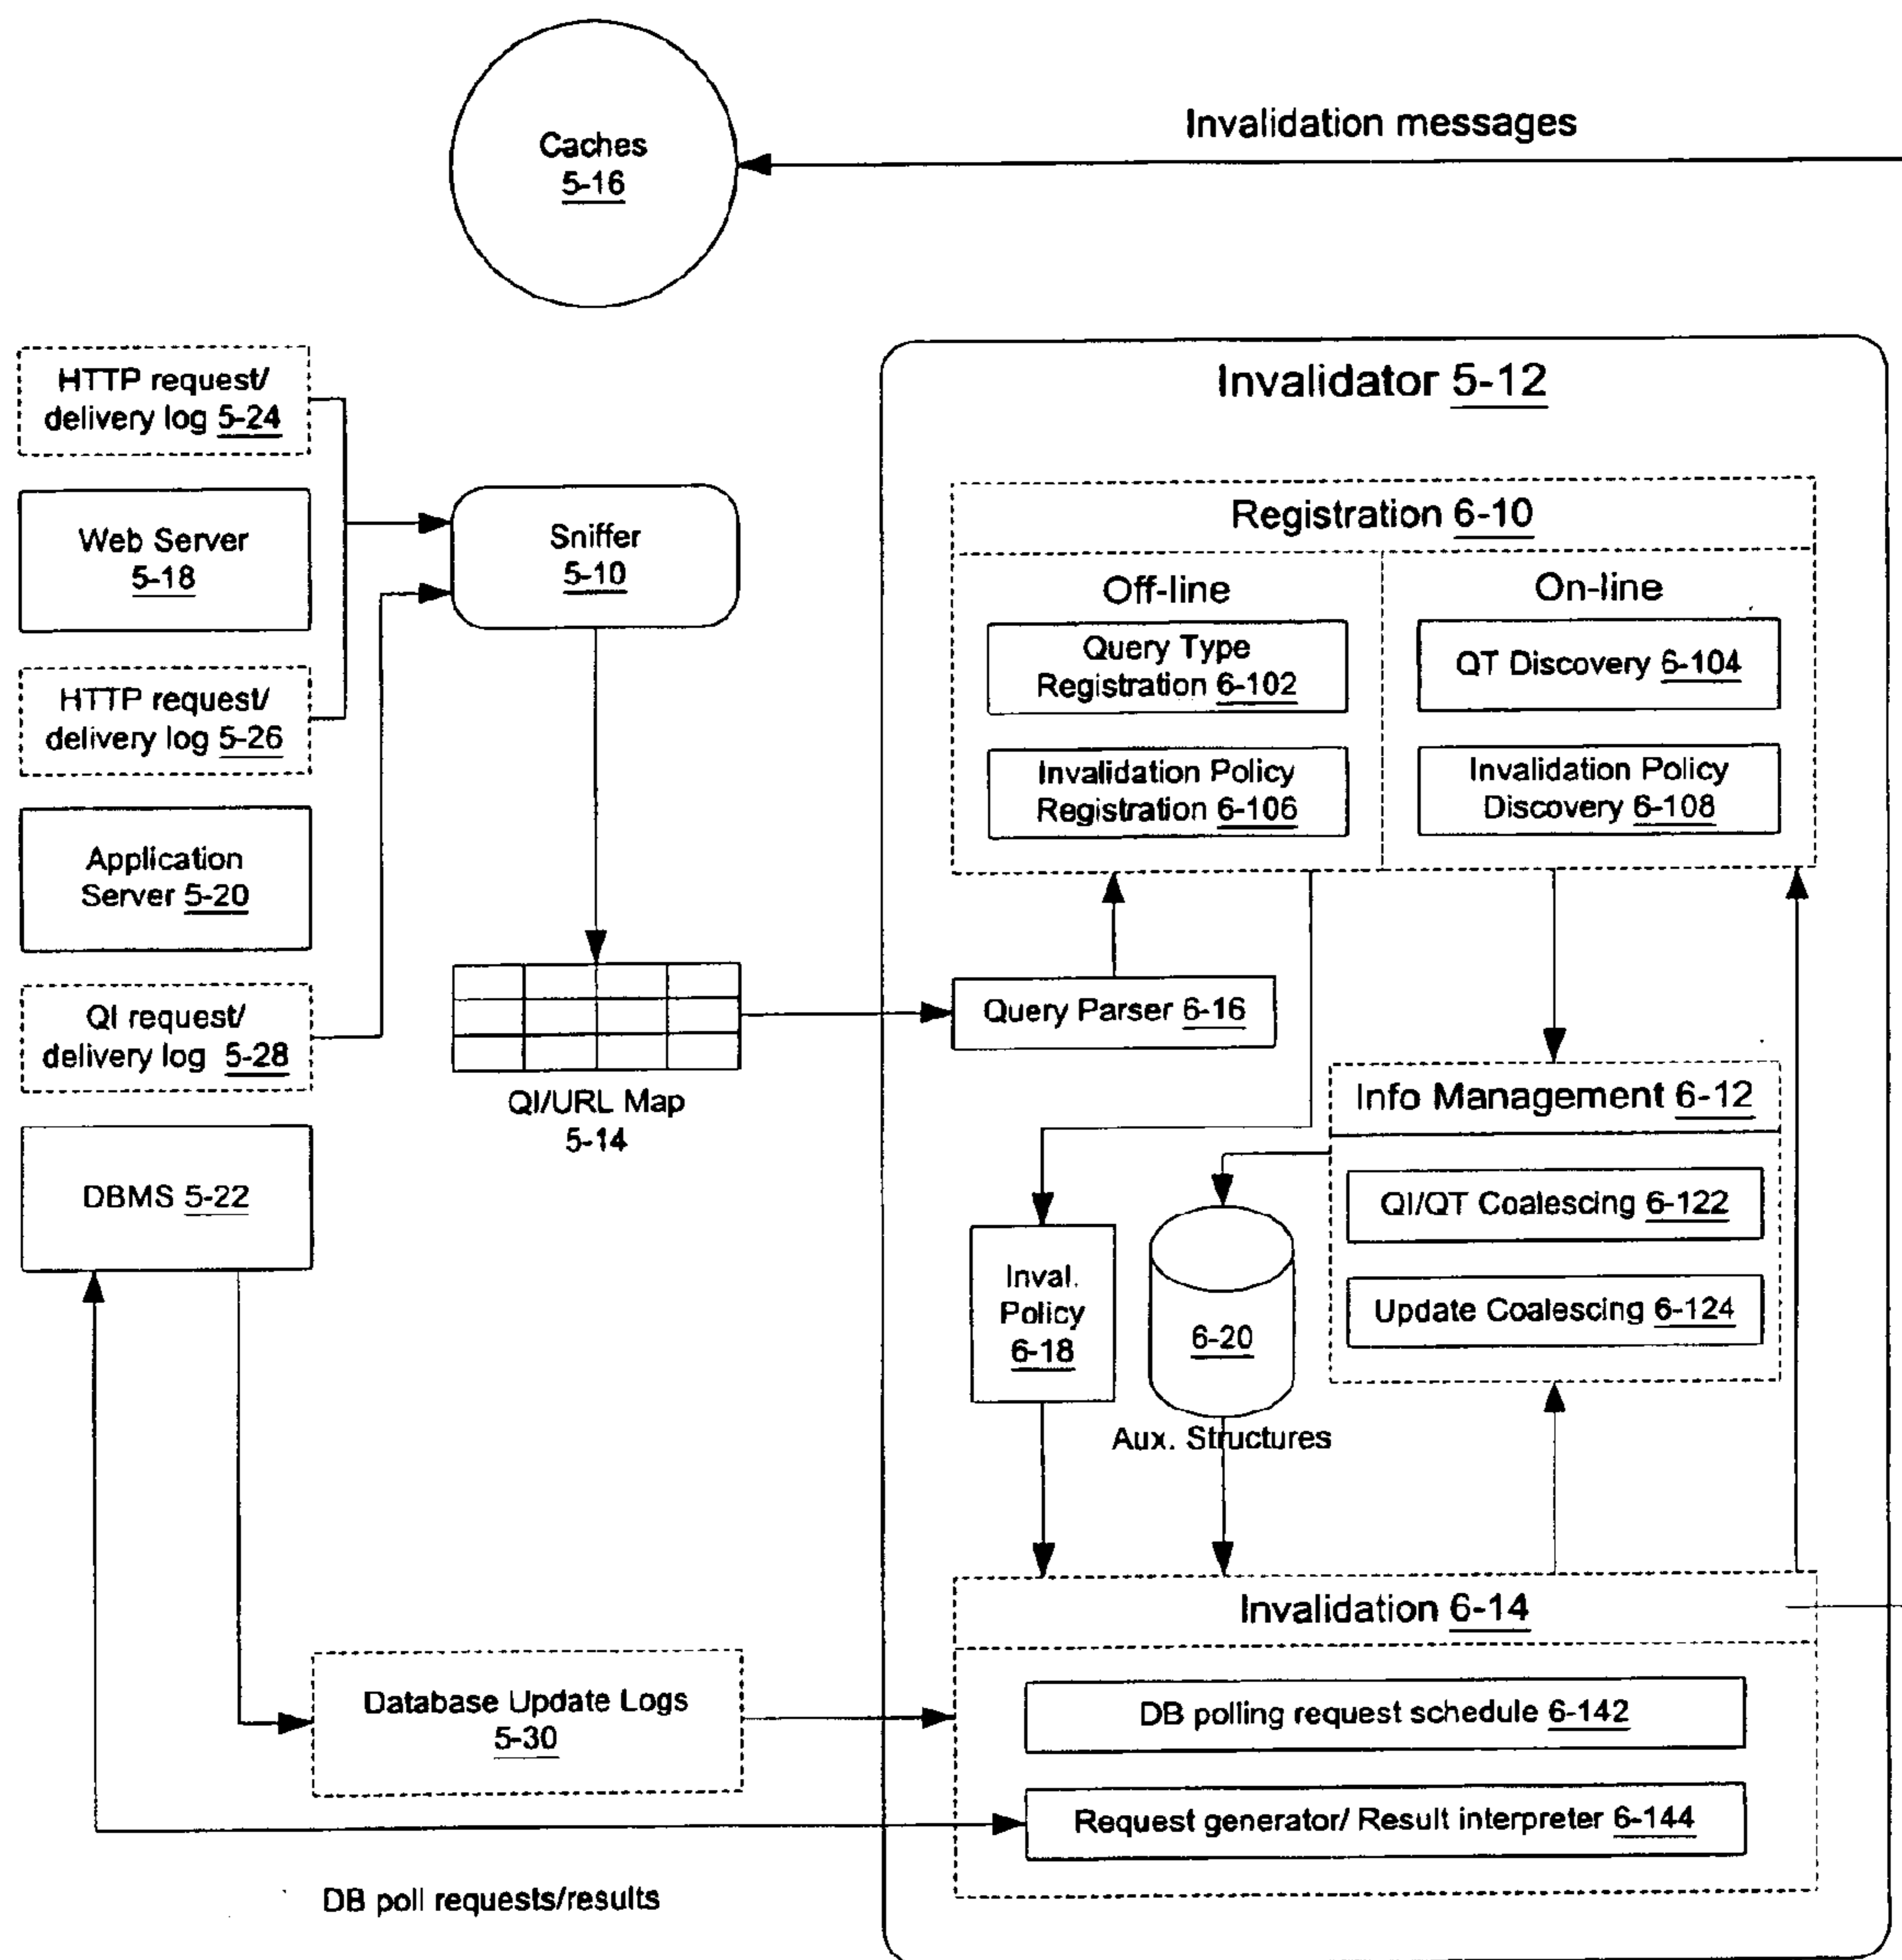 Caches
5-16
Invalidation messages
HTTP request/
delivery log 5-24
Web Server
5-18
HTTP request/
delivery log 5-26
Application
Server 5-20
QI request/
delivery log 5-28
DBMS 5-22
Sniffer
5-10
QI/URL Map
5-14
Invalidator 5-12
Registration 6-10
Off-line
On-line
Query Type
Registration 6-102
QT Discovery 6-104
Invalidation Policy
Registration 6-106
Invalidation Policy
Discovery 6-108
Query Parser 6-16
Info Management 6-12
QI/QT Coalescing 6-122
Update Coalescing 6-124
Inval.
Policy
6-18
6-20
Aux. Structures
Invalidation 6-14
Database Update Logs
5-30
DB polling request schedule 6-142
Request generator/ Result interpreter 6-144
DB poll requests/results